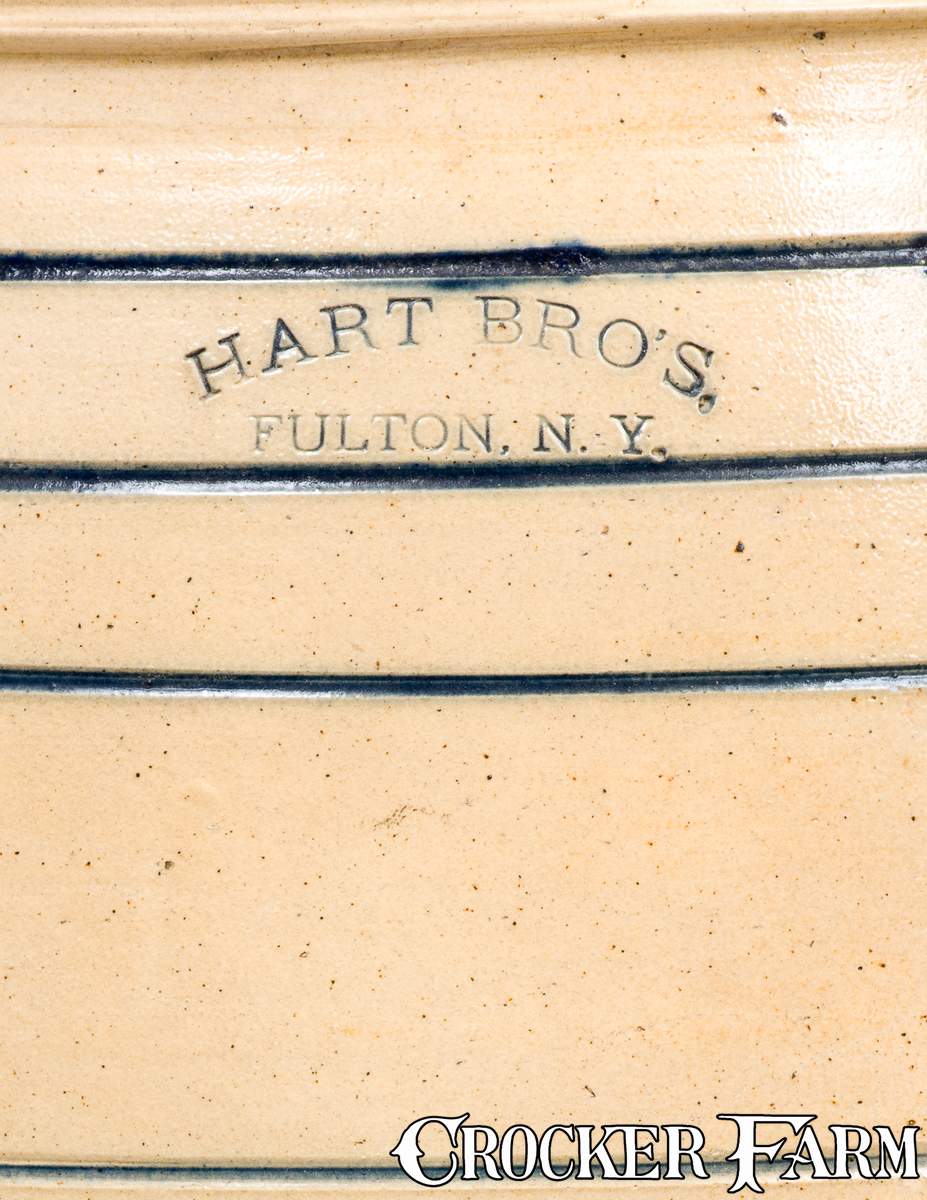 HART BRO'S,
FULTON, N. Y.
CROCKER FARM